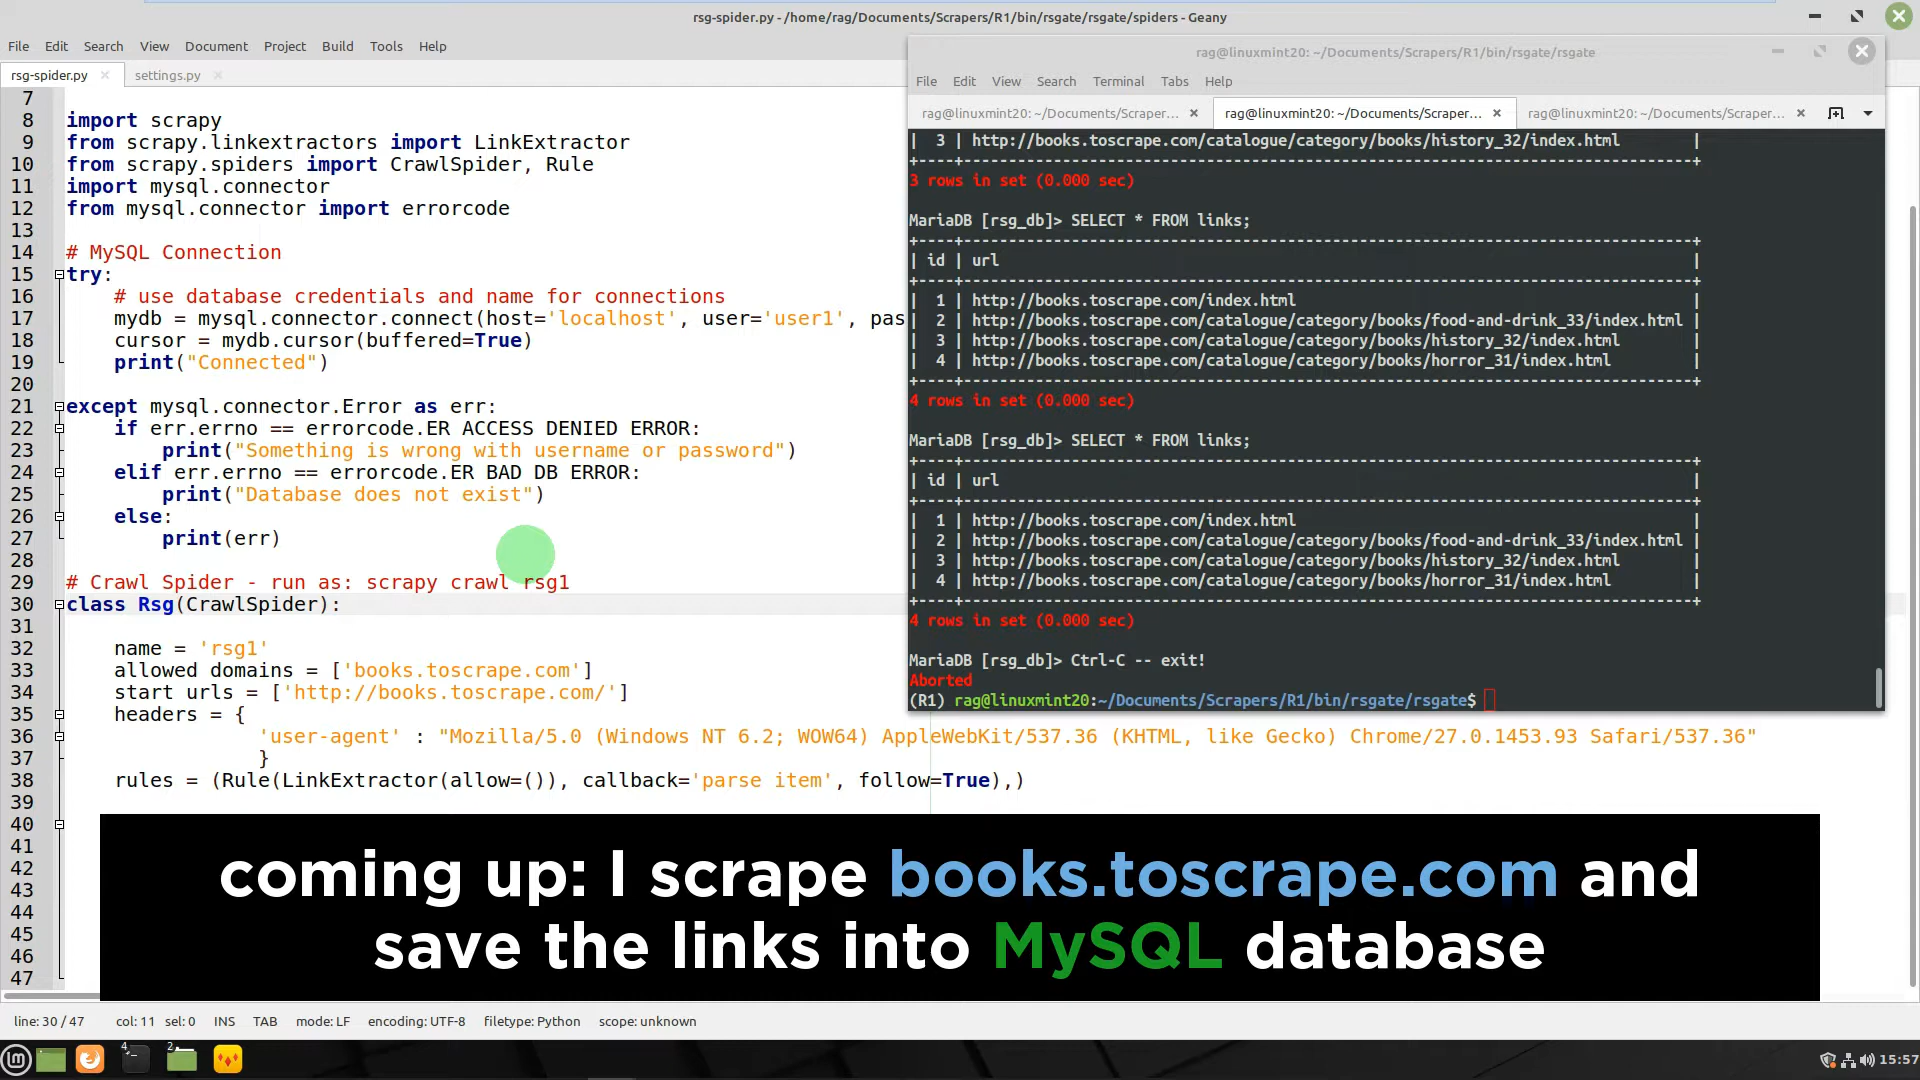 rsg-spider.py - /home/rag/Documents/Scrapers/R1/bin/rsgate/rsgate/spiders - Geany
File Edit Search View Document Project Build Tools Help
rsg-spider.py settings.py
7
8 import scrapy
9 from scrapy.linkextractors import LinkExtractor
10 from scrapy.spiders import CrawlSpider, Rule
11 import mysql.connector
12 from mysql.connector import errorcode
13
14 # MySQL Connection
15 try:
16 # use database credentials and name for connections
17 mydb = mysql.connector.connect(host='localhost', user='user1', pas
18 cursor = mydb.cursor(buffered=True)
19 print("Connected")
20
21 except mysql.connector.Error as err:
22 if err.errno == errorcode.ER ACCESS DENIED ERROR:
23 print("Something is wrong with username or password")
24 elif err.errno == errorcode.ER BAD DB ERROR:
25 print("Database does not exist")
26 else:
27 print(err)
28
29 # Crawl Spider - run as: scrapy crawl rsg1
30 class Rsg(CrawlSpider):
31
32 name = 'rsg1'
33 allowed domains = ['books.toscrape.com']
34 start urls = ['http://books.toscrape.com/']
35 headers = {
36 'user-agent' : "Mozilla/5.0 (Windows NT 6.2; WOW64) AppleWebKit/537.36 (KHTML, like Gecko) Chrome/27.0.1453.93 Safari/537.36"
37 }
38 rules = (Rule(LinkExtractor(allow=()), callback='parse item', follow=True),)
39
40
41
42
43
44
45
46
47
rag@linuxmint20: ~/Documents/Scrapers/R1/bin/rsgate/rsgate
File Edit View Search Terminal Tabs Help
rag@linuxmint20: ~/Documents/Scraper... rag@linuxmint20: ~/Documents/Scraper... rag@linuxmint20: ~/Documents/Scraper...
| 3 | http://books.toscrape.com/catalogue/category/books/history_32/index.html |
+----+---------------------------------------------------------------------------------+
3 rows in set (0.000 sec)
MariaDB [rsg_db]> SELECT * FROM links;
+----+---------------------------------------------------------------------------------+
| id | url |
+----+---------------------------------------------------------------------------------+
| 1 | http://books.toscrape.com/index.html |
| 2 | http://books.toscrape.com/catalogue/category/books/food-and-drink_33/index.html |
| 3 | http://books.toscrape.com/catalogue/category/books/history_32/index.html |
| 4 | http://books.toscrape.com/catalogue/category/books/horror_31/index.html |
+----+---------------------------------------------------------------------------------+
4 rows in set (0.000 sec)
MariaDB [rsg_db]> SELECT * FROM links;
+----+---------------------------------------------------------------------------------+
| id | url |
+----+---------------------------------------------------------------------------------+
| 1 | http://books.toscrape.com/index.html |
| 2 | http://books.toscrape.com/catalogue/category/books/food-and-drink_33/index.html |
| 3 | http://books.toscrape.com/catalogue/category/books/history_32/index.html |
| 4 | http://books.toscrape.com/catalogue/category/books/horror_31/index.html |
+----+---------------------------------------------------------------------------------+
4 rows in set (0.000 sec)
MariaDB [rsg_db]> Ctrl-C -- exit!
Aborted
(R1) rag@linuxmint20:~/Documents/Scrapers/R1/bin/rsgate/rsgate$
coming up: I scrape books.toscrape.com and
save the links into MySQL database
line: 30 / 47 col: 11 sel: 0 INS TAB mode: LF encoding: UTF-8 filetype: Python scope: unknown
4 2 15:57